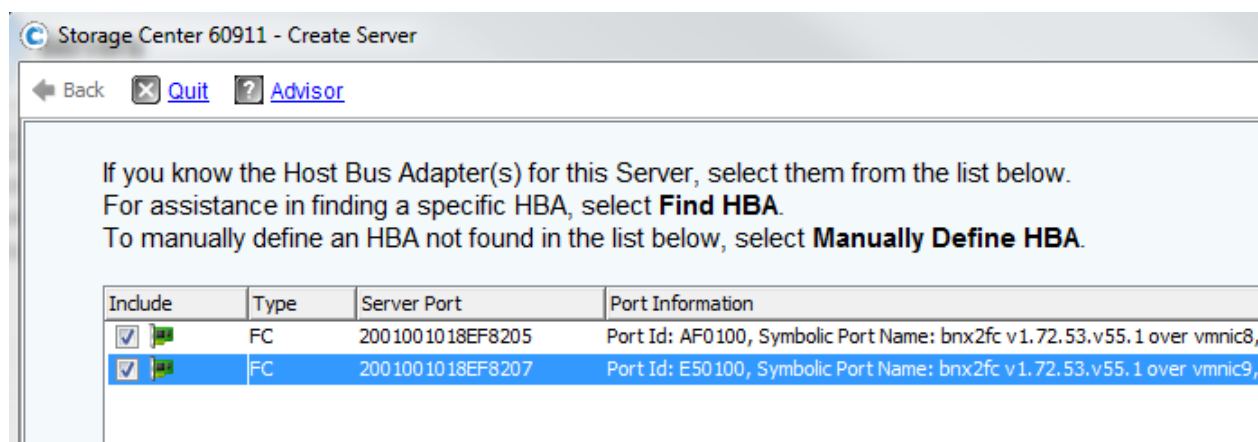 Storage Center 60911 - Create Server
Back Quit ? Advisor
If you know the Host Bus Adapter(s) for this Server, select them from the list below.
For assistance in finding a specific HBA, select Find HBA.
To manually define an HBA not found in the list below, select Manually Define HBA.
Include Type Server Port Port Information
FC 2001001018EF8205 Port Id: AF0100, Symbolic Port Name: bnx2fc v1.72.53.v55.1 over vmnic8,
FC 2001001018EF8207 Port Id: E50100, Symbolic Port Name: bnx2fc v1.72.53.v55.1 over vmnic9,